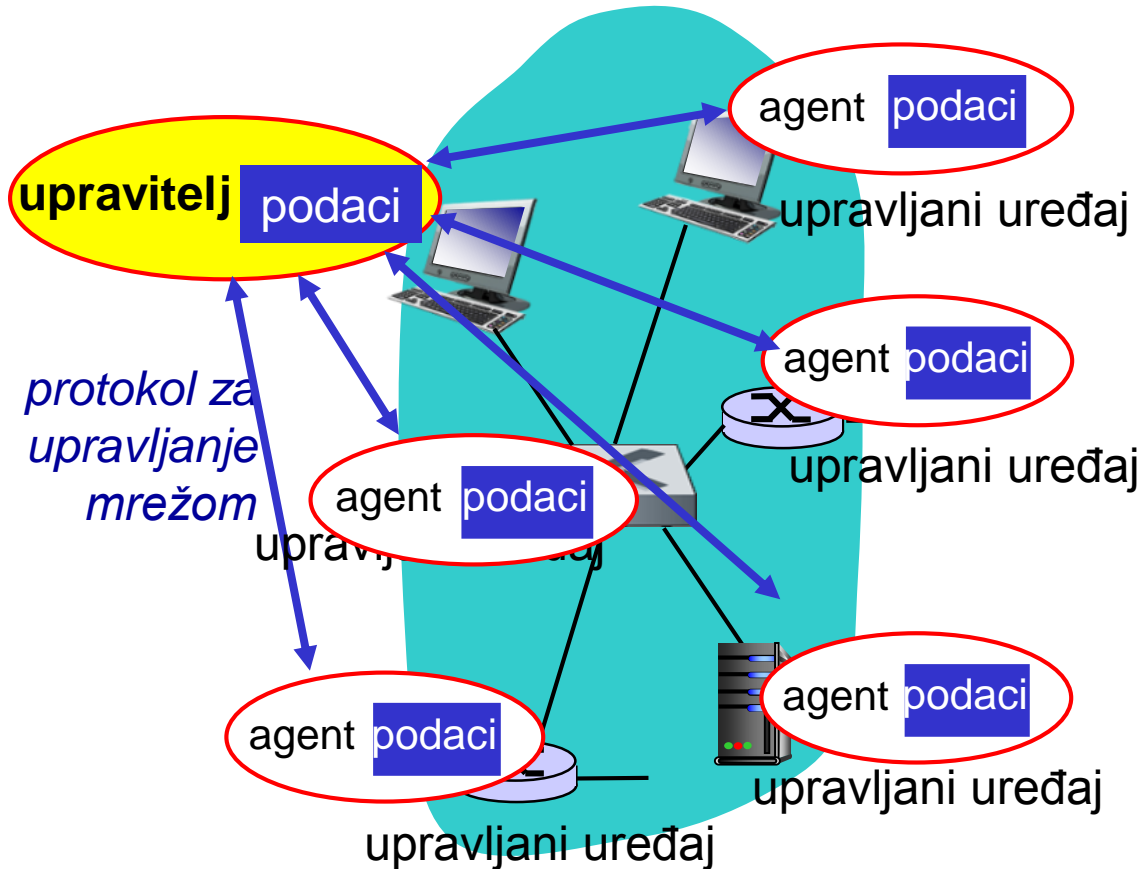 agent podaci
upravljani uređaj
upravitelj podaci
agent podaci
upravljani uređaj
protokol za
upravljanje
mrežom
agent podaci
agent podaci
upravljani uređaj
agent podaci
upravljani uređaj